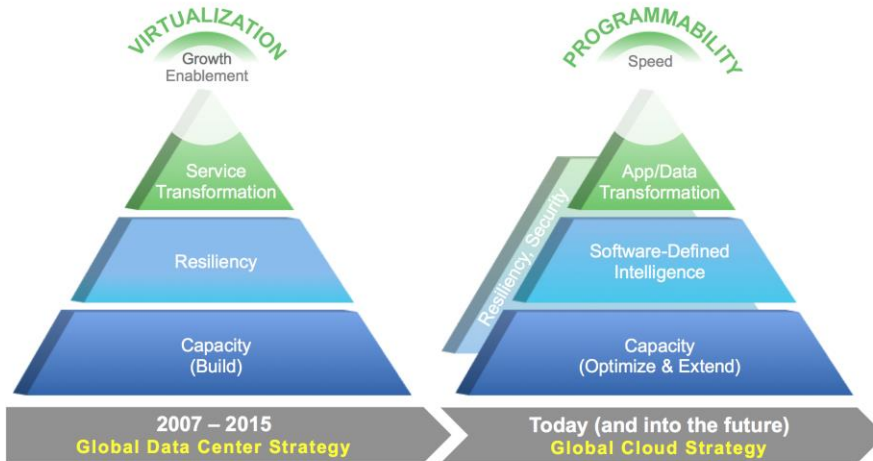 VIRTUALIZATION
Growth
Enablement
Service
Transformation
Resiliency
Capacity
(Build)
2007 – 2015
Global Data Center Strategy
PROGRAMMABILITY
Speed
App/Data
Transformation
Resiliency, Security
Software-Defined
Intelligence
Capacity
(Optimize & Extend)
Today (and into the future)
Global Cloud Strategy